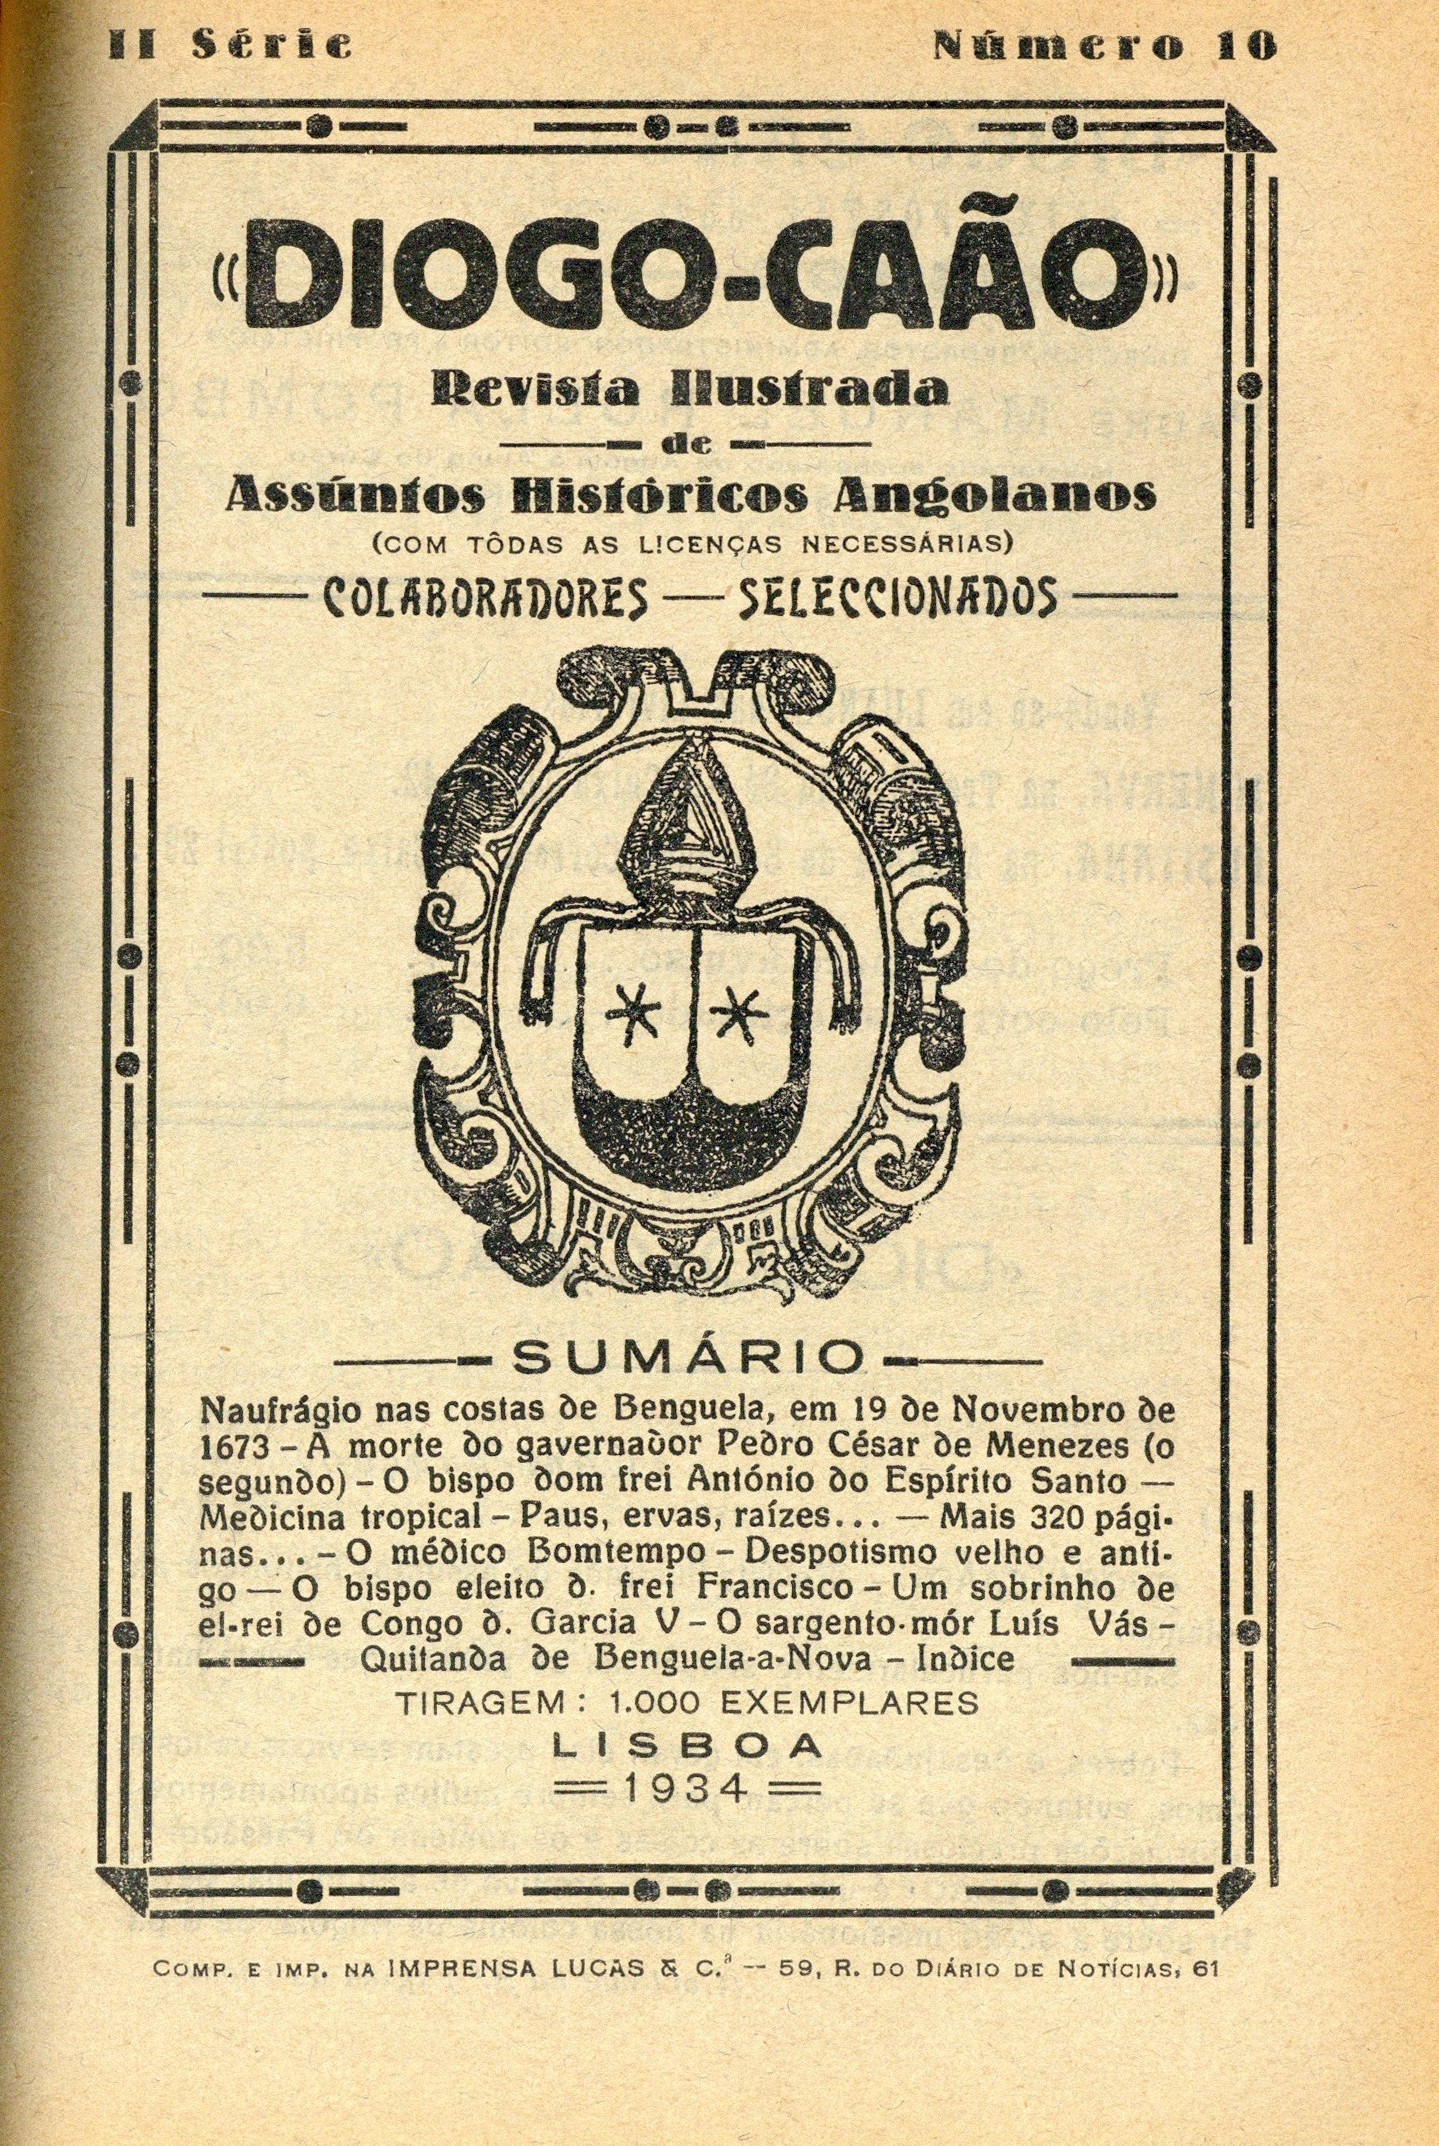 II Série
Número 10
«DIOGO-CAÃO»
Revista Ilustrada
de
Assúntos Históricos Angolanos
(COM TÔDAS AS L!CENÇAS NECESSÁRIAS)
COLABORADORES — SELECCIONADOS
SUMÁRIO
Naufrágio nas costas de Benguela, em 19 de Novembro de
1673 – A morte do gavernador Pedro César de Menezes (o
segundo) – O bispo dom frei António do Espírito Santo —
Medicina tropical – Paus, ervas, raízes... — Mais 320 pági-
nas... – O médico Bomtempo – Despotismo velho e anti-
go — O bispo eleito d. frei Francisco – Um sobrinho de
el-rei de Congo d. Garcia V – O sargento-mór Luís Vás –
Quitanda de Benguela-a-Nova – Indice
TIRAGEM: 1.000 EXEMPLARES
LISBOA
1934
COMP. E IMP. NA IMPRENSA LUCAS & C.ª — 59, R. DO DIÁRIO DE NOTÍCIAS, 61